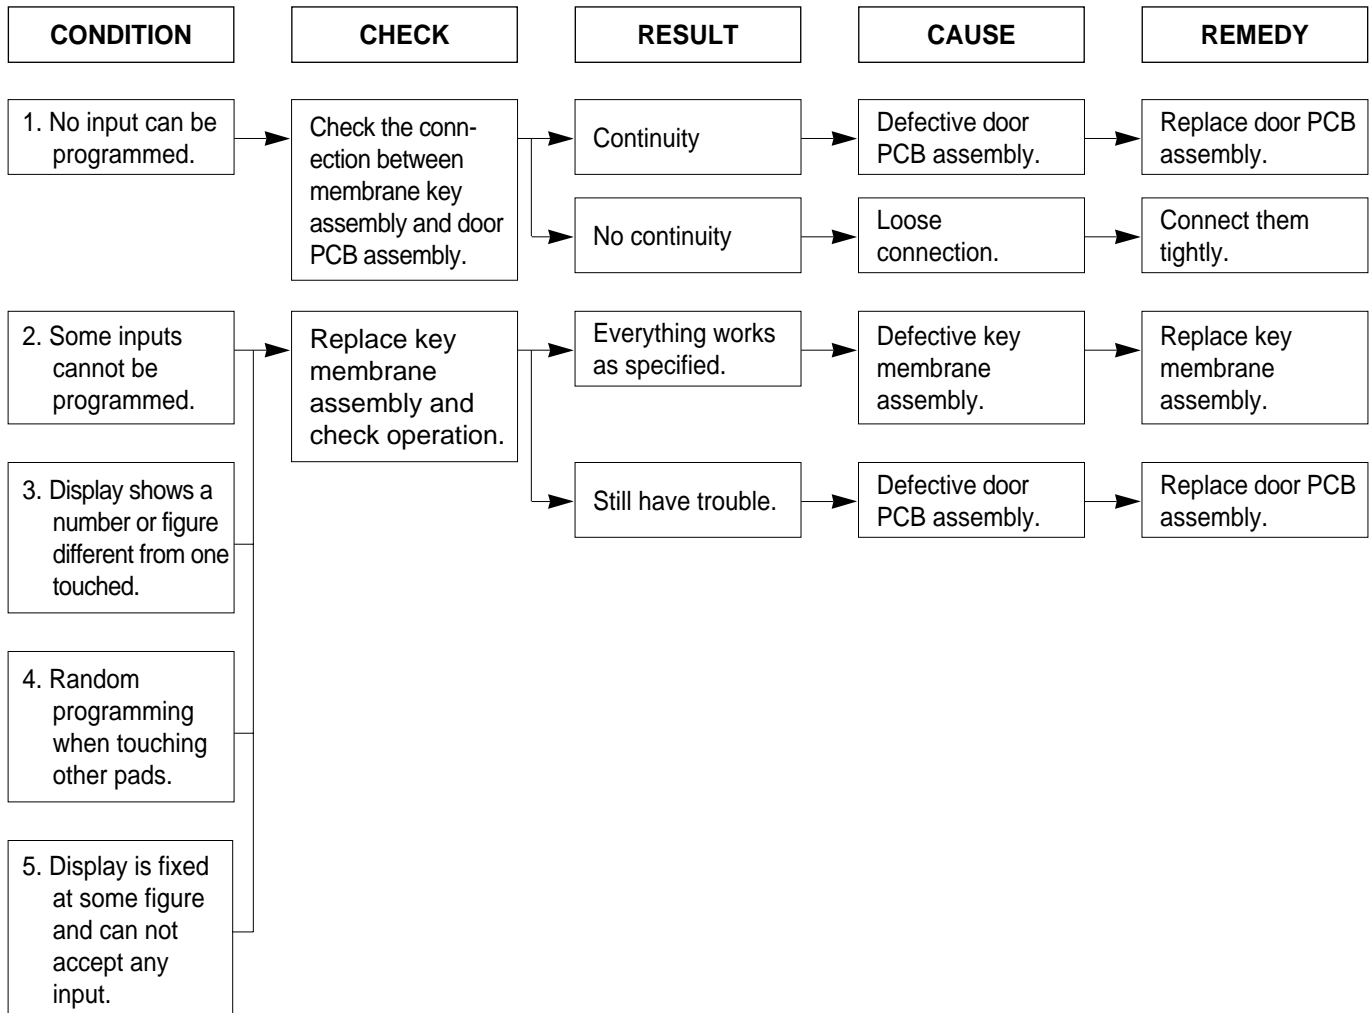 CONDITION
CHECK
RESULT
CAUSE
REMEDY
1. No input can be
programmed.
Check the conn-
ection between
membrane key
assembly and door
PCB assembly.
Continuity
Defective door
PCB assembly.
Replace door PCB
assembly.
No continuity
Loose
connection.
Connect them
tightly.
2. Some inputs
cannot be
programmed.
Replace key
membrane
assembly and
check operation.
Everything works
as specified.
Defective key
membrane
assembly.
Replace key
membrane
assembly.
3. Display shows a
number or figure
different from one
touched.
Still have trouble.
Defective door
PCB assembly.
Replace door PCB
assembly.
4. Random
programming
when touching
other pads.
5. Display is fixed
at some figure
and can not
accept any
input.